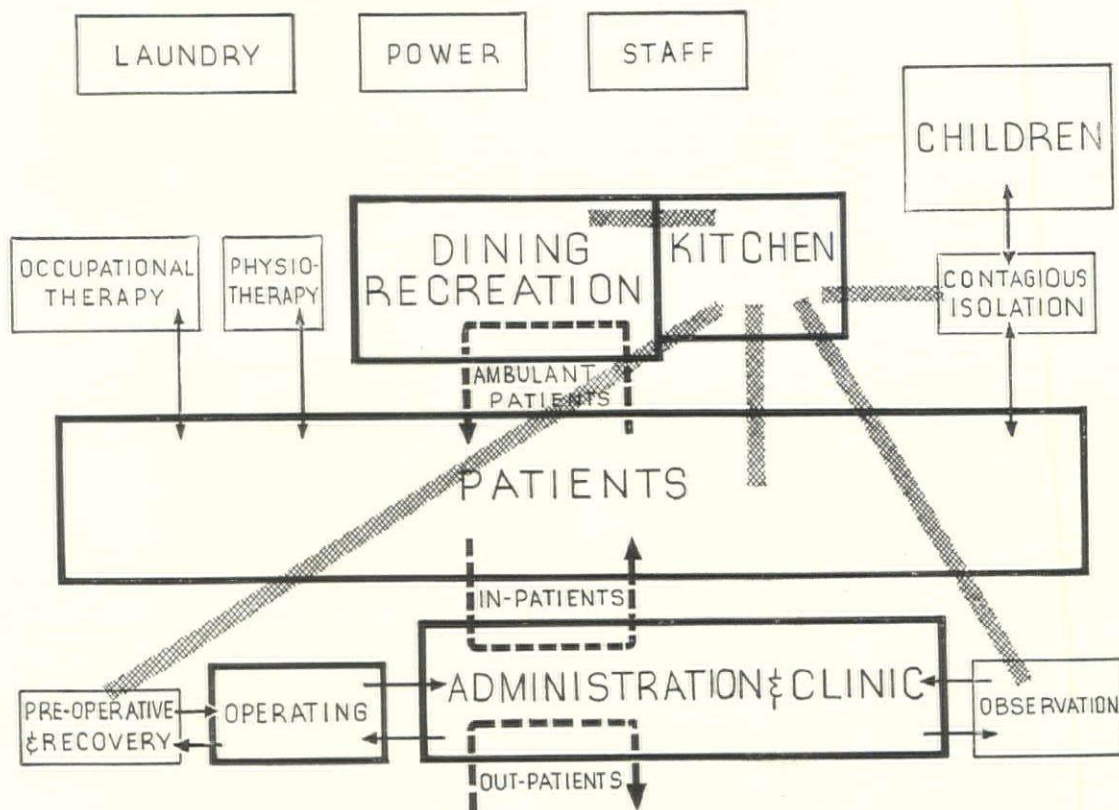 LAUNDRY
POWER
STAFF
CHILDREN
DINING
RECREATION
KITCHEN
OCCUPATIONAL
THERAPY
PHYSIO-
THERAPY
CONTAGIOUS
ISOLATION
AMBULANT
PATIENTS
PATIENTS
IN-PATIENTS
ADMINISTRATION & CLINIC
PRE-OPERATIVE
& RECOVERY
OPERATING
OBSERVATION
OUT-PATIENTS